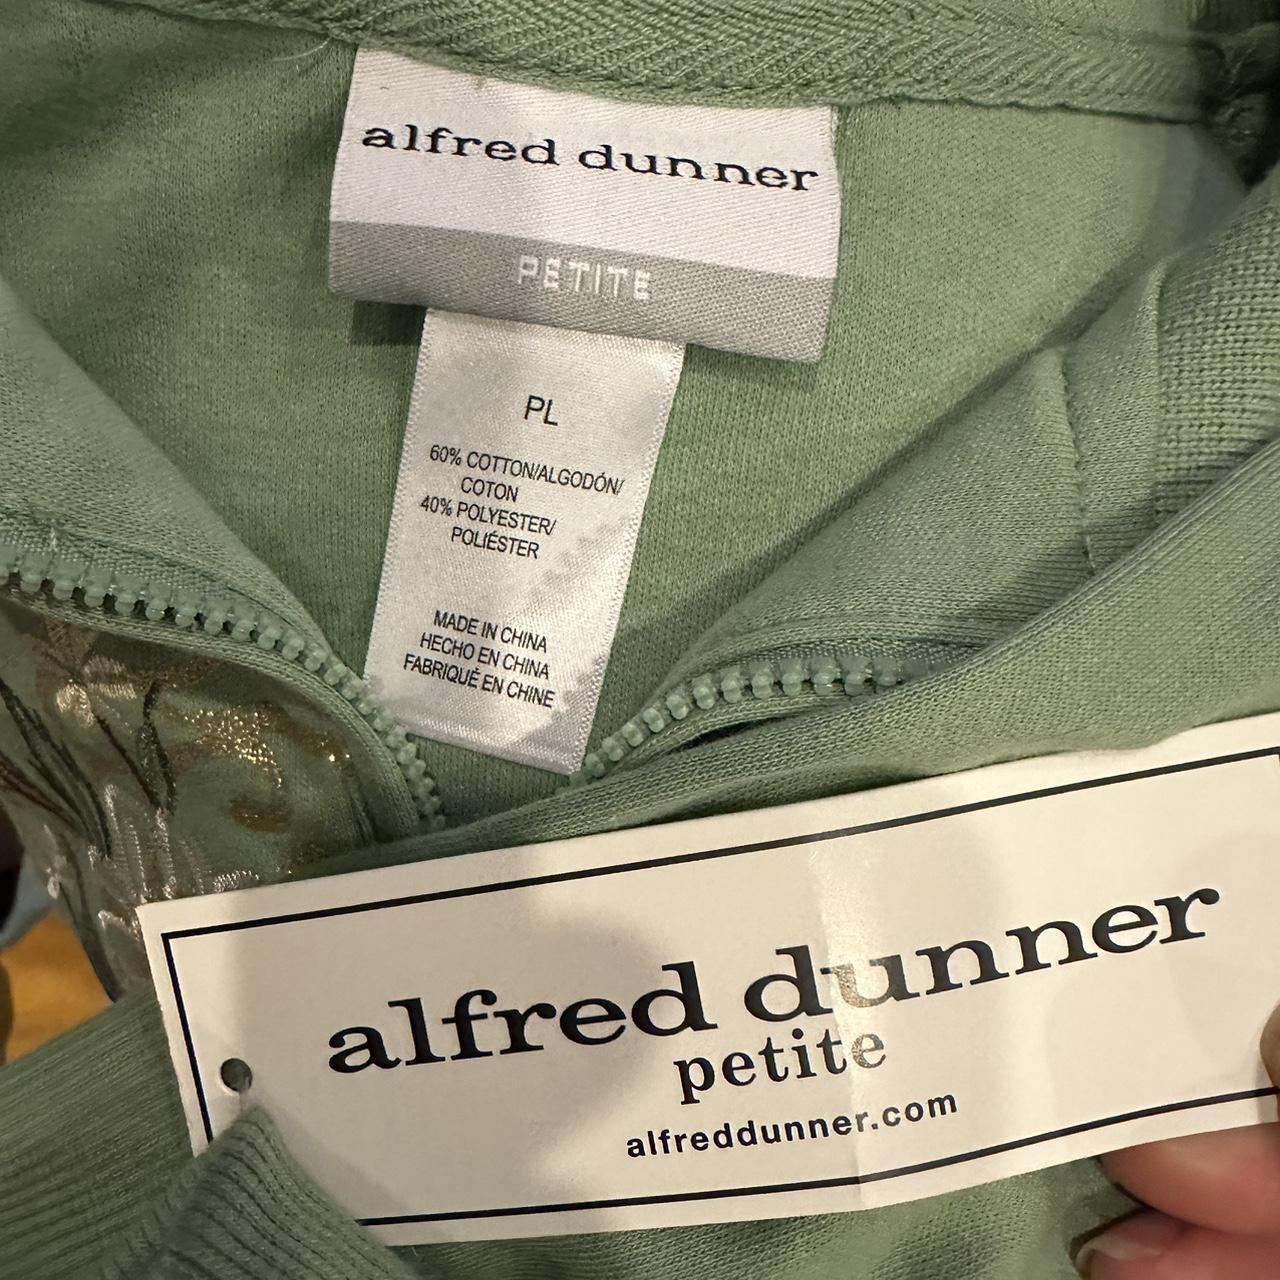 alfred dunner
PETITE
PL
60% COTTON/ALGODÓN/
COTON
40% POLYESTER/
POLIÉSTER
MADE IN CHINA
HECHO EN CHINA
FABRIQUÉ EN CHINE
alfred dunner
petite
alfreddunner.com